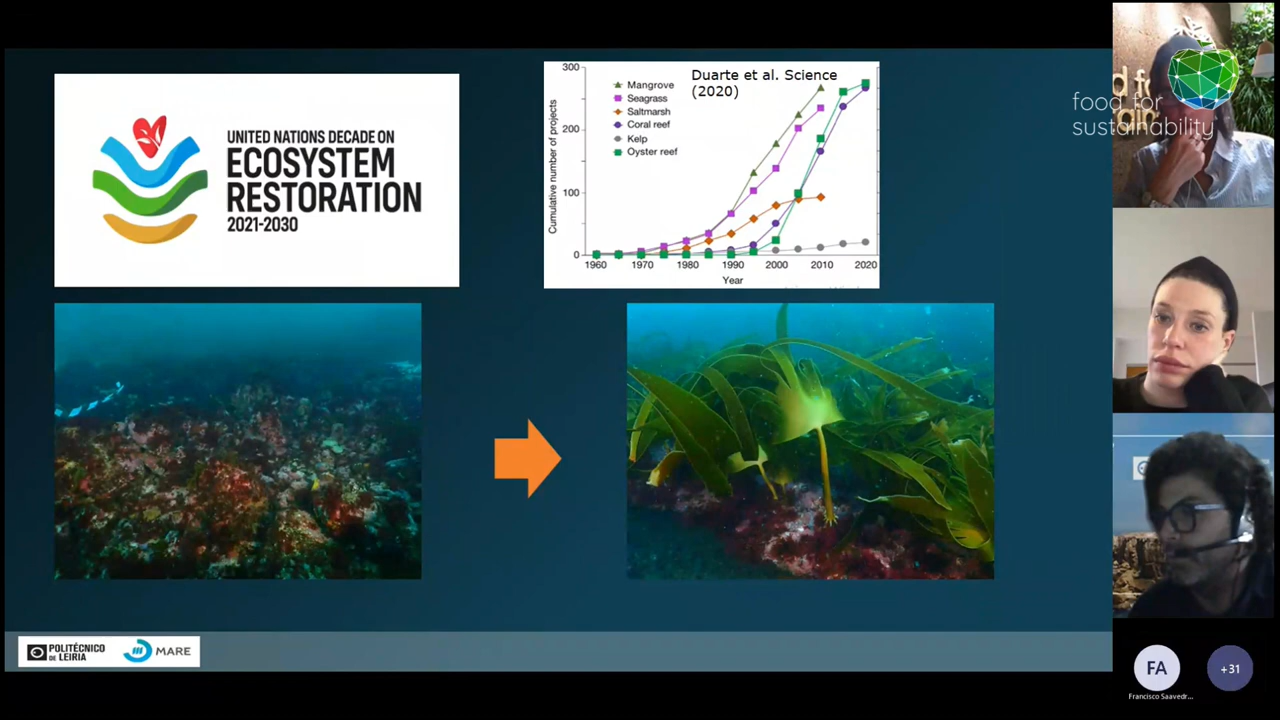 UNITED NATIONS DECADE ON
ECOSYSTEM
RESTORATION
2021-2030
Duarte et al. Science
(2020)
Cumulative number of projects
300
200
100
0
Mangrove
Seagrass
Saltmarsh
Coral reef
Kelp
Oyster reef
1960 1970 1980 1990 2000 2010 2020
Year
POLITÉCNICO
DE LEIRIA
MARE
food for
sustainability
FA
+31
Francisco Saavedr...